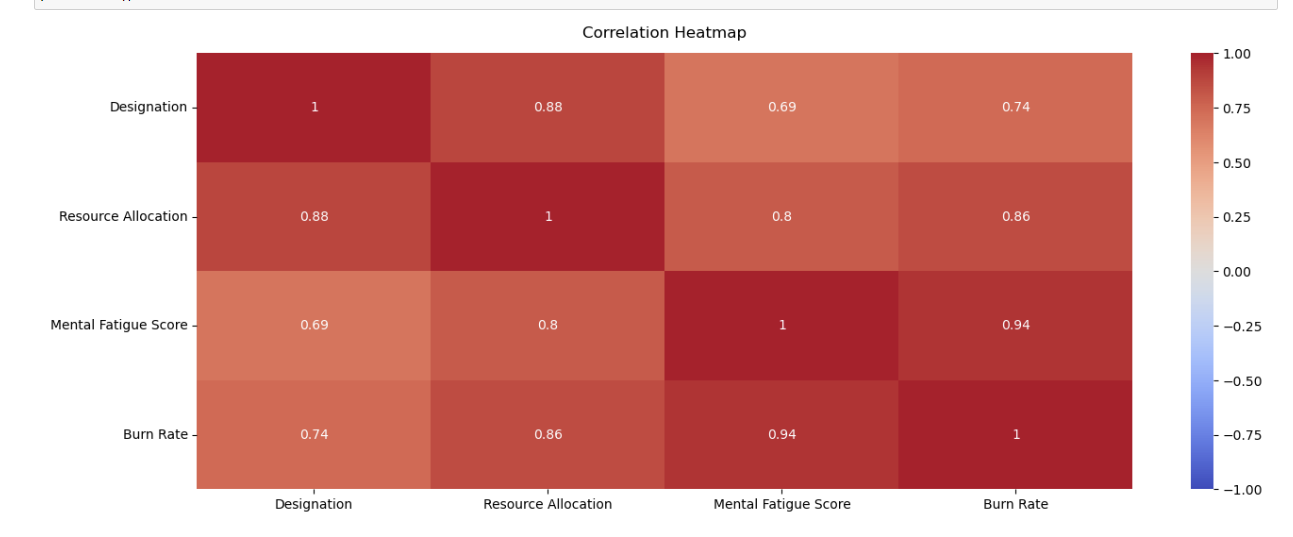 Correlation Heatmap
Designation 1 0.88 0.69 0.74
Resource Allocation 0.88 1 0.8 0.86
Mental Fatigue Score 0.69 0.8 1 0.94
Burn Rate 0.74 0.86 0.94 1
Designation Resource Allocation Mental Fatigue Score Burn Rate
1.00
0.75
0.50
0.25
0.00
−0.25
−0.50
−0.75
−1.00